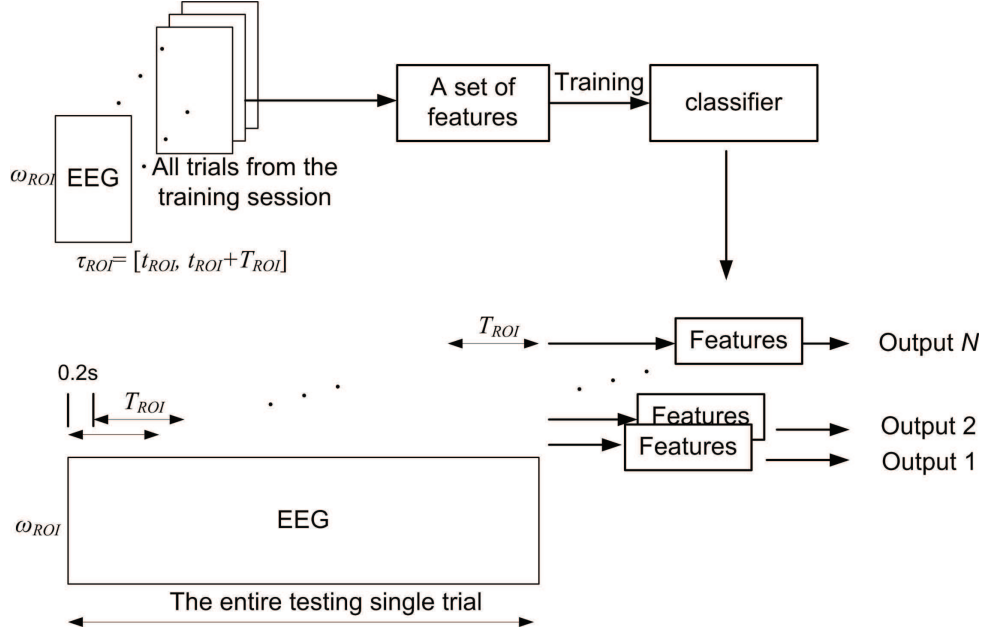 A set of
features
Training
classifier
ω_ROI
EEG
All trials from the
training session
τ_ROI= [t_ROI, t_ROI+T_ROI]
T_ROI
Features
Output N
0.2s
T_ROI
Features
Output 2
Features
Output 1
ω_ROI
EEG
The entire testing single trial